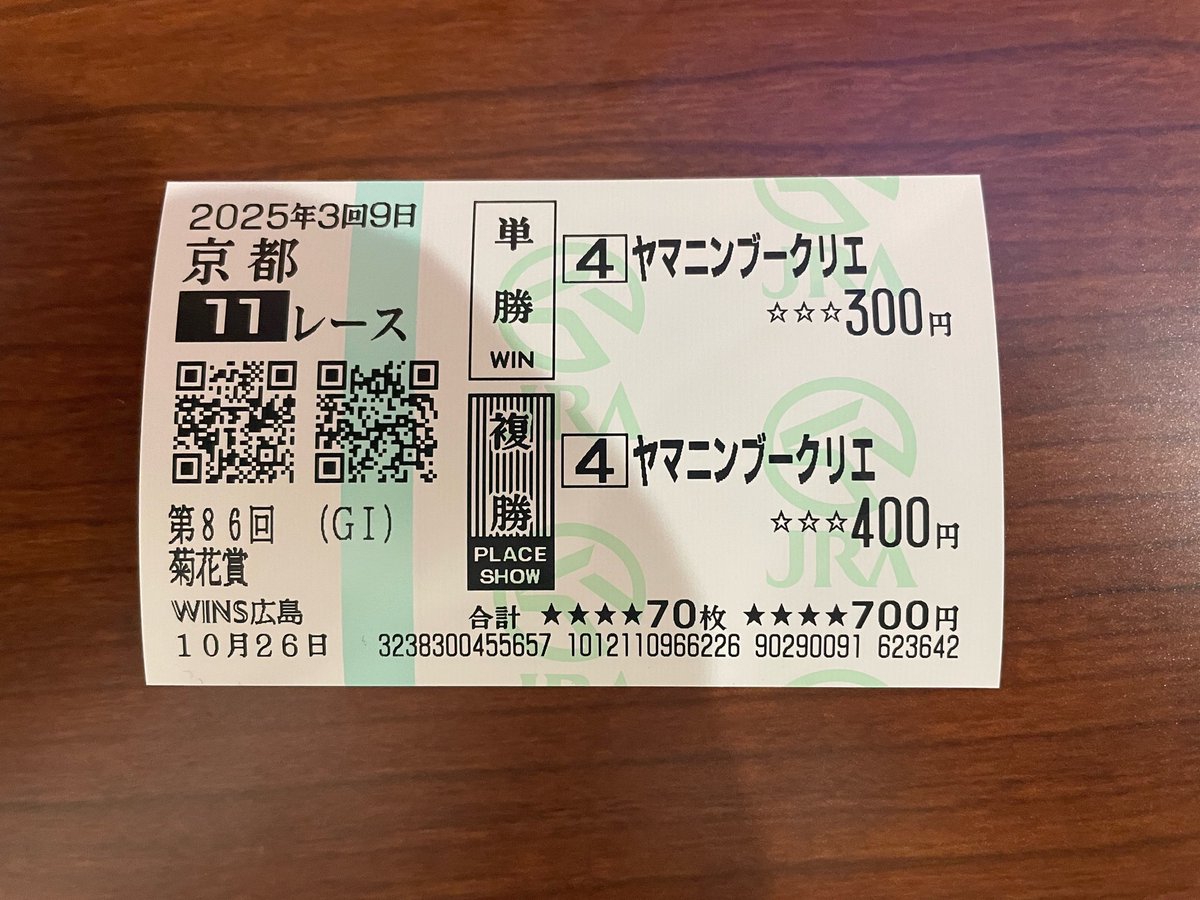 2025年3回9日
京都
11レース
第86回 (GI)
菊花賞
WINS広島
10月26日
単勝
WIN
4 ヤマニンブークリエ
☆☆☆300円
複勝
PLACE
SHOW
4 ヤマニンブークリエ
☆☆☆400円
合計 ★★★★70枚 ★★★★700円
3238300455657 1012110966226 90290091 623642
JRA
JRA
JRA
JRA